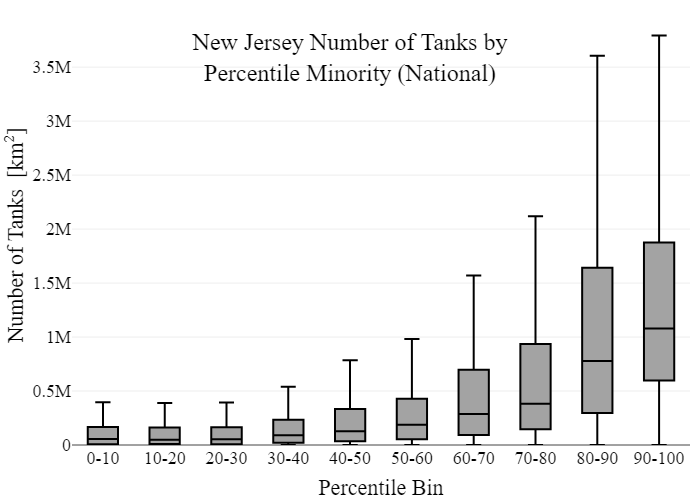 New Jersey Number of Tanks by
Percentile Minority (National)
Number of Tanks [km²]
3.5M
3M
2.5M
2M
1.5M
1M
0.5M
0
0-10 10-20 20-30 30-40 40-50 50-60 60-70 70-80 80-90 90-100
Percentile Bin